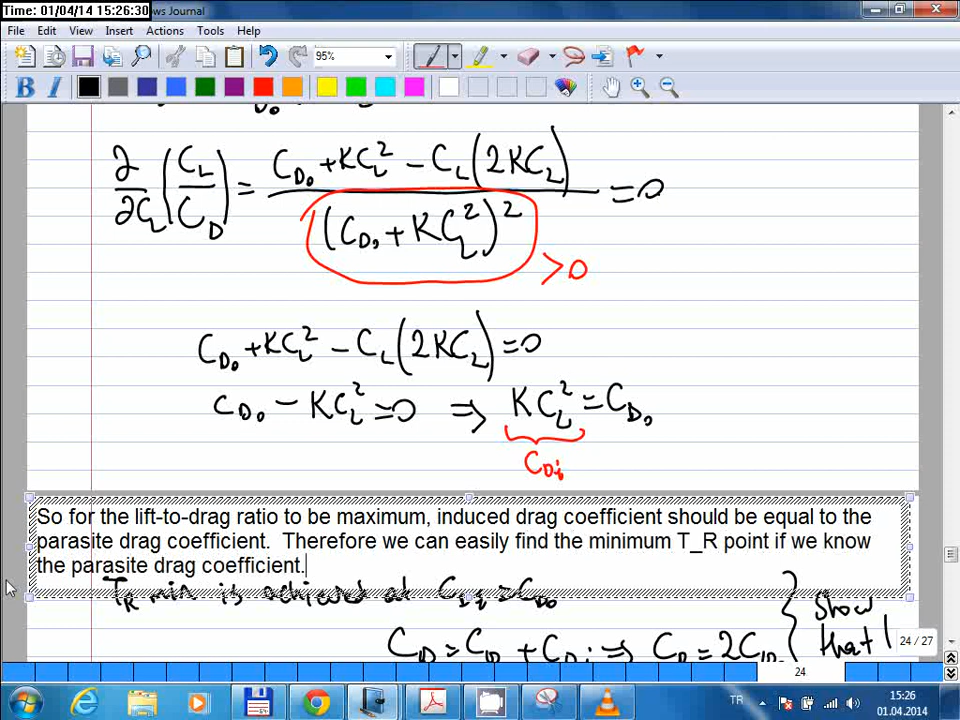 Time: 01/04/14 15:26:30
ows Journal
File Edit View Insert Actions Tools Help
95%
B I
∂/∂C_L (C_L/C_D) = (C_D₀ + KC_L² − C_L(2KC_L)) / (C_D₀ + KC_L²)² = 0
> 0
C_D₀ + KC_L² − C_L(2KC_L) = 0
C_D₀ − KC_L² = 0 ⇒ KC_L² = C_D₀
C_Di
So for the lift-to-drag ratio to be maximum, induced drag coefficient should be equal to the
parasite drag coefficient. Therefore we can easily find the minimum T_R point if we know
the parasite drag coefficient.
T_R min is achieved at C_Di = C_D₀
Show
that
C_D = C_D + C_Di ⇒ C_D = 2C_D₀
24 / 27
24
TR
15:26
01.04.2014